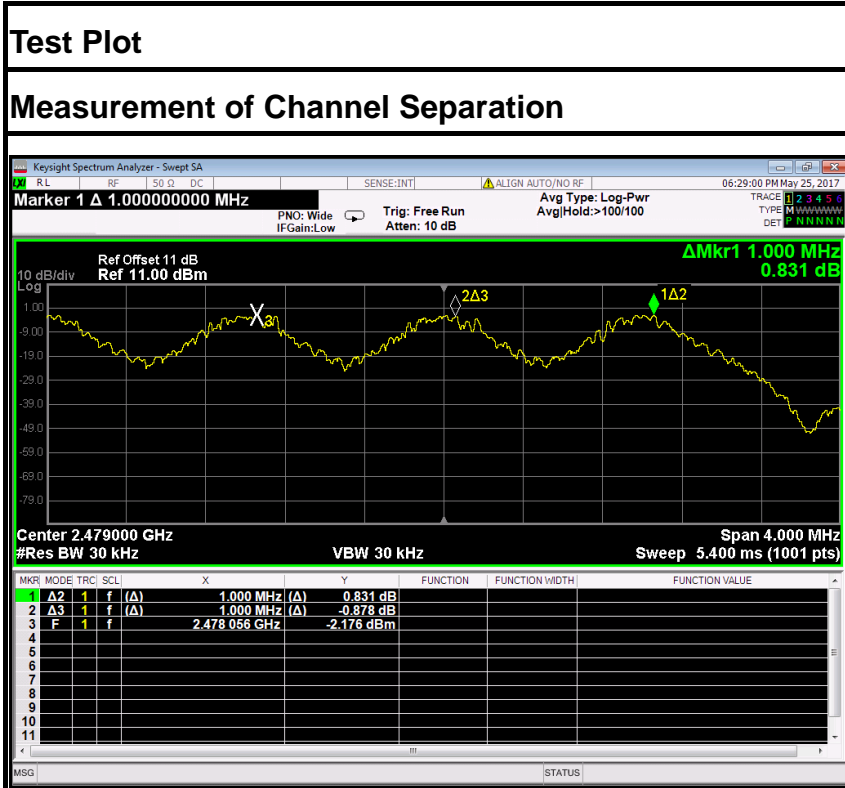 Test Plot
Measurement of Channel Separation
Keysight Spectrum Analyzer - Swept SA
LXI RL RF 50 Ω DC SENSE:INT ALIGN AUTO/NO RF 06:29:00 PM May 25, 2017
Marker 1 Δ 1.000000000 MHz
PNO: Wide
IFGain:Low
Trig: Free Run
Atten: 10 dB
Avg Type: Log-Pwr
Avg|Hold:>100/100
TRACE 1 2 3 4 5 6
TYPE M WWWWW
DET P N N N N N
ΔMkr1 1.000 MHz
0.831 dB
Ref Offset 11 dB
10 dB/div Ref 11.00 dBm
Log
2Δ3
1Δ2
X3
1.00
-9.00
-19.0
-29.0
-39.0
-49.0
-59.0
-69.0
-79.0
Center 2.479000 GHz Span 4.000 MHz
#Res BW 30 kHz VBW 30 kHz Sweep 5.400 ms (1001 pts)
MKR MODE TRC SCL X Y FUNCTION FUNCTION WIDTH FUNCTION VALUE
1 Δ2 1 f (Δ) 1.000 MHz (Δ) 0.831 dB
2 Δ3 1 f (Δ) 1.000 MHz (Δ) -0.878 dB
3 F 1 f 2.478 056 GHz -2.176 dBm
4
5
6
7
8
9
10
11
MSG STATUS